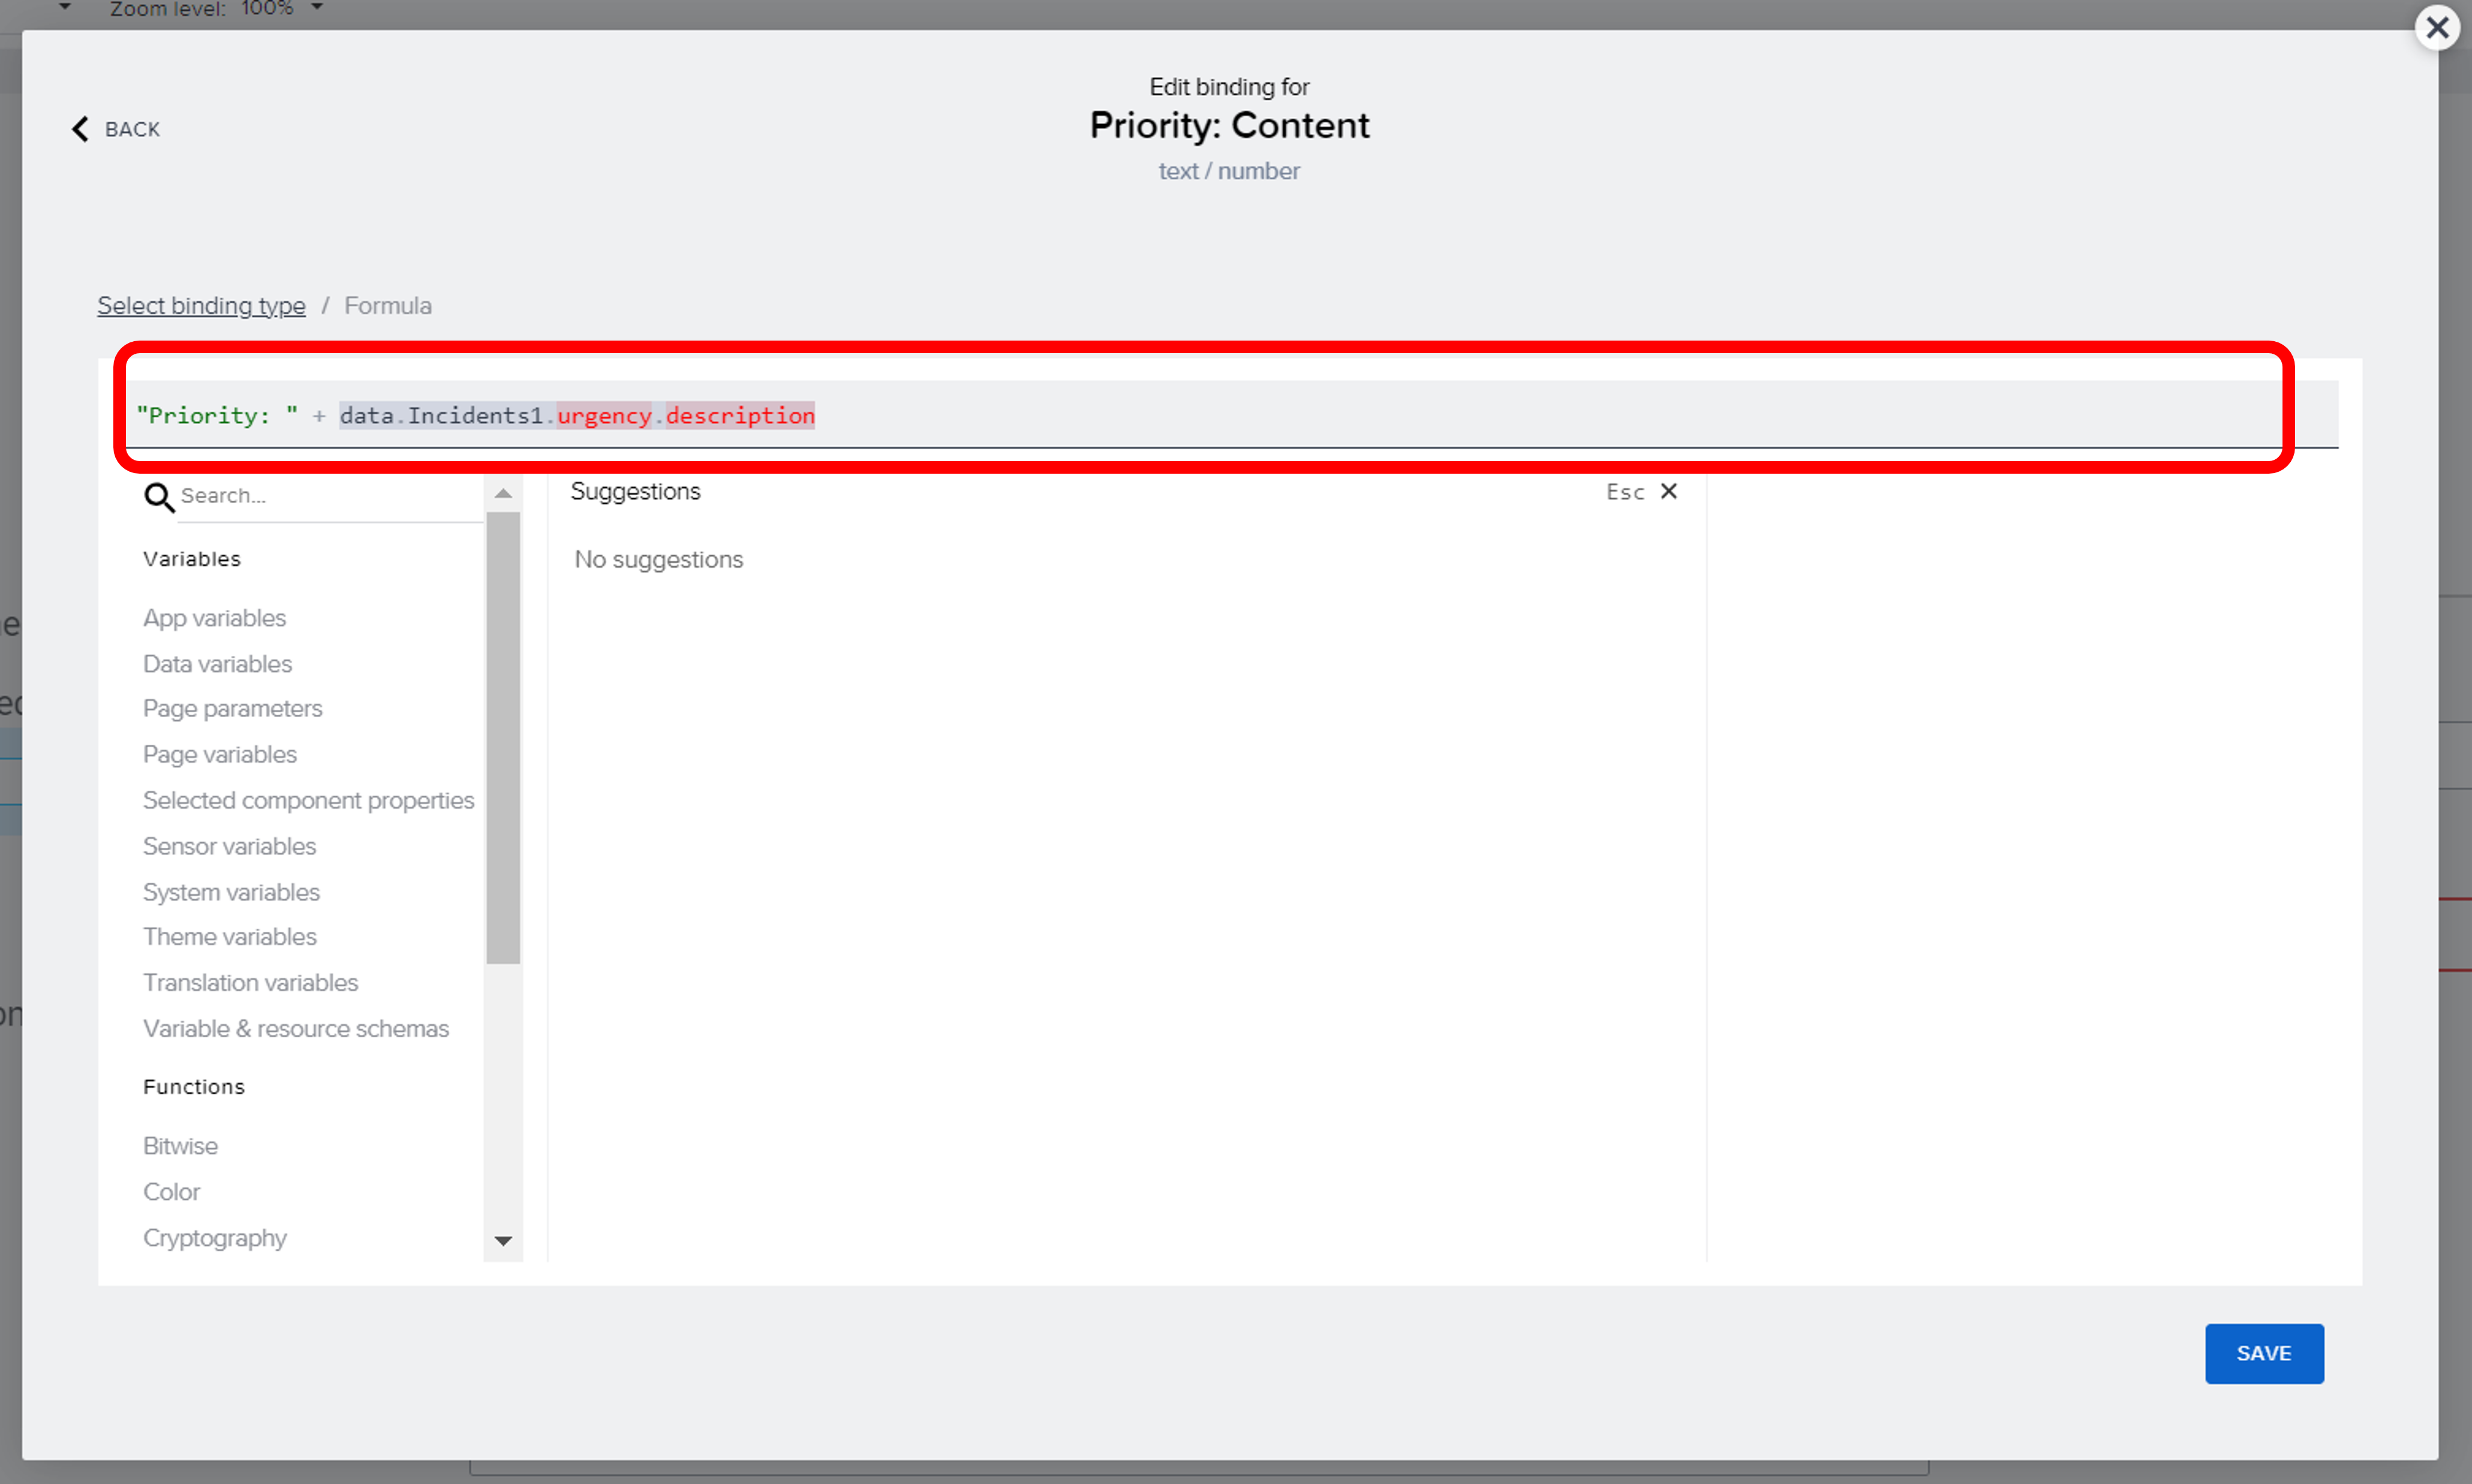 Zoom level: 100%
Edit binding for
BACK
Priority: Content
text / number
Select binding type / Formula
"Priority: " + data.Incidents1.urgency.description
Search...
Suggestions
Esc
No suggestions
Variables
App variables
Data variables
Page parameters
Page variables
Selected component properties
Sensor variables
System variables
Theme variables
Translation variables
Variable & resource schemas
Functions
Bitwise
Color
Cryptography
SAVE